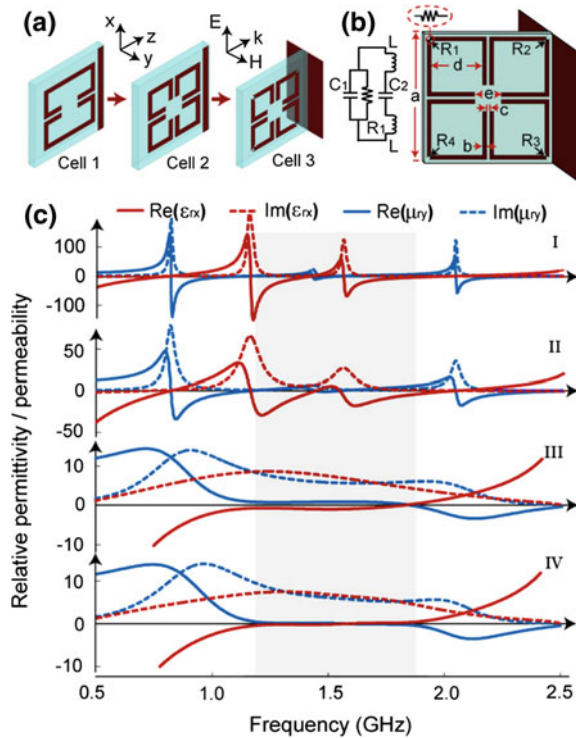 (a)
x
z
y
E
k
H
Cell 1
Cell 2
Cell 3
(b)
L
C1
C2
R1
L
a
R1
R2
d
e
c
b
R4
R3
(c)
Re(εrx)
Im(εrx)
Re(μry)
Im(μry)
Relative permittivity / permeability
100
0
-100
I
50
0
-50
II
10
0
-10
III
10
0
-10
IV
0.5
1.0
1.5
2.0
2.5
Frequency (GHz)